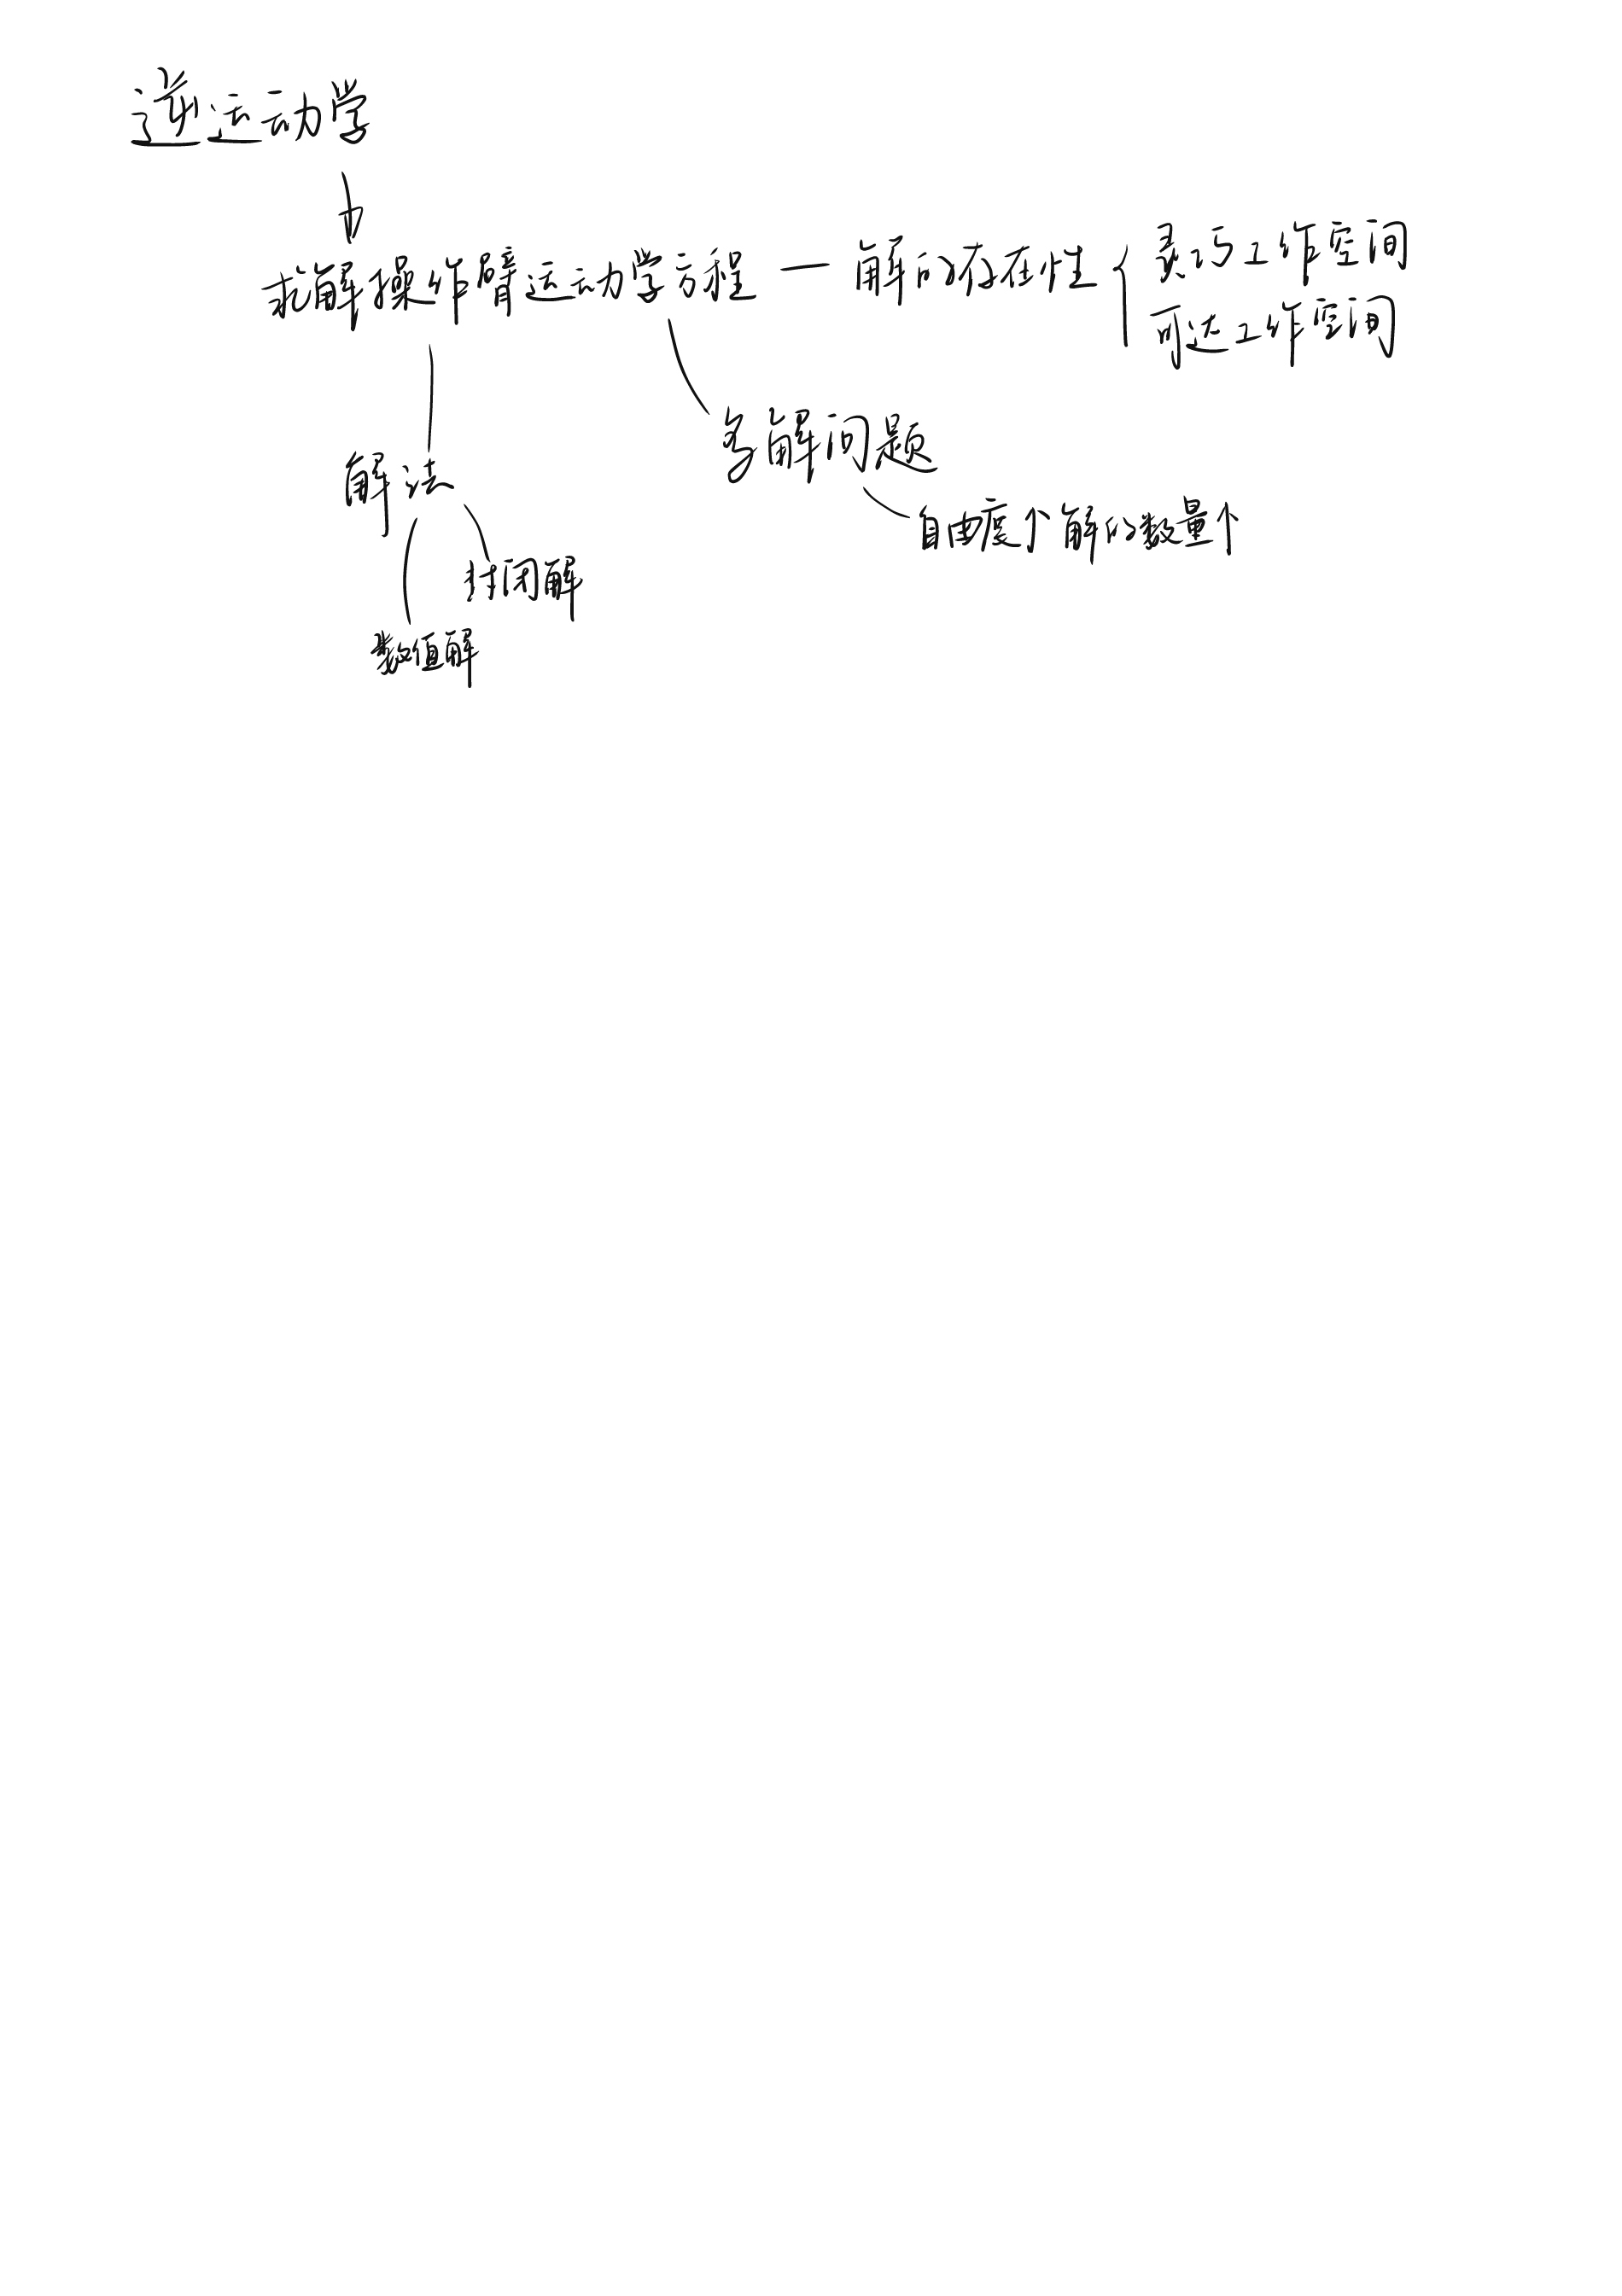 逆运动学
求解操作臂运动学方程 — 解的存在性 { 灵巧工作空间
可达工作空间
多解问题
解法
自由度个解的数量个
封闭解
数值解